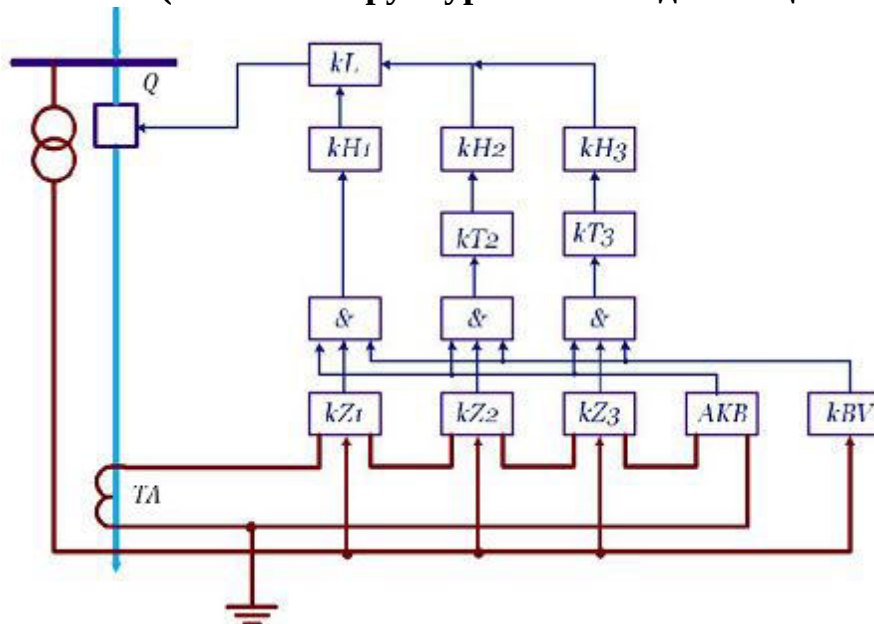 Q
kL
kH1 kH2 kH3
kT2 kT3
& & &
kZ1 kZ2 kZ3 AKB kBV
TA